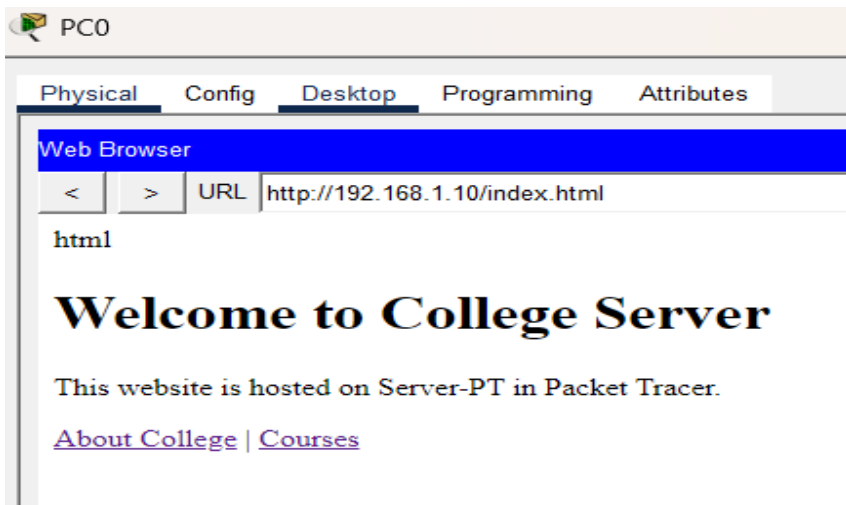 PC0
Physical Config Desktop Programming Attributes
Web Browser
< > URL http://192.168.1.10/index.html
html
Welcome to College Server
This website is hosted on Server-PT in Packet Tracer.
About College | Courses